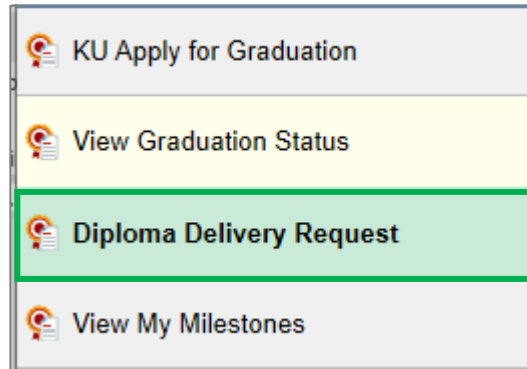 KU Apply for Graduation
View Graduation Status
Diploma Delivery Request
View My Milestones